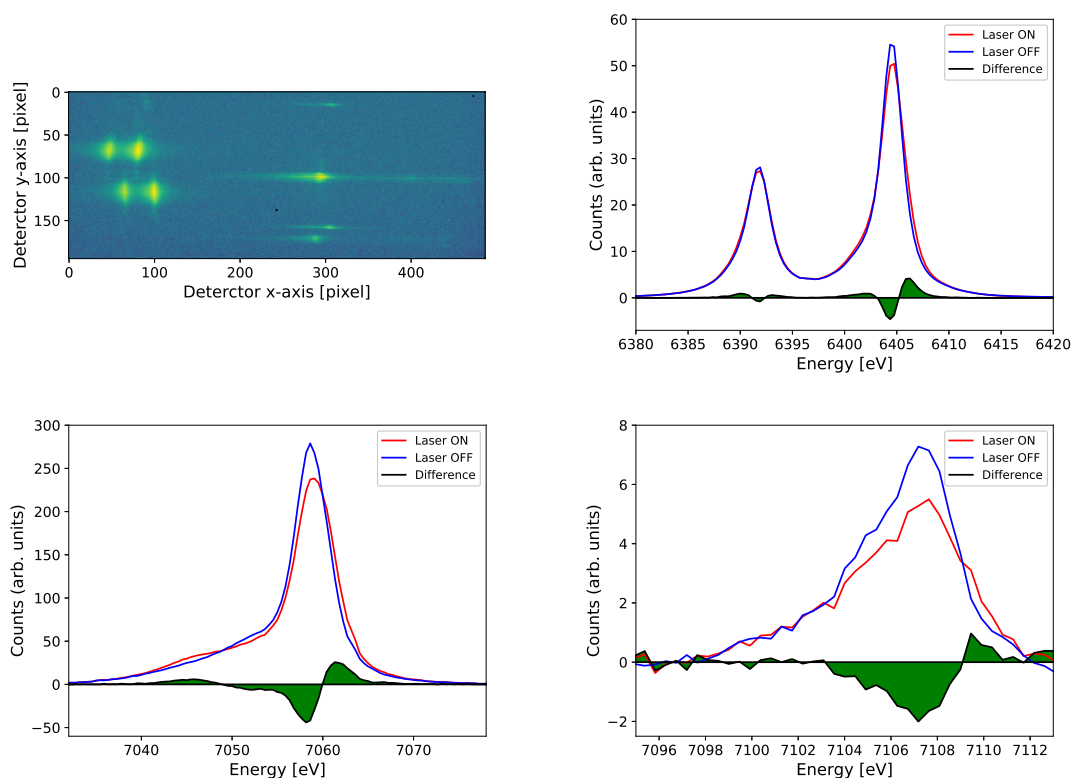 0
50
100
150
Deterctor y-axis [pixel]
0 100 200 300 400
Deterctor x-axis [pixel]
60
50
40
30
20
10
0
Counts (arb. units)
Laser ON
Laser OFF
Difference
6380 6385 6390 6395 6400 6405 6410 6415 6420
Energy [eV]
300
250
200
150
100
50
0
−50
Counts (arb. units)
Laser ON
Laser OFF
Difference
7040 7050 7060 7070
Energy [eV]
8
6
4
2
0
−2
Counts (arb. units)
Laser ON
Laser OFF
Difference
7096 7098 7100 7102 7104 7106 7108 7110 7112
Energy [eV]